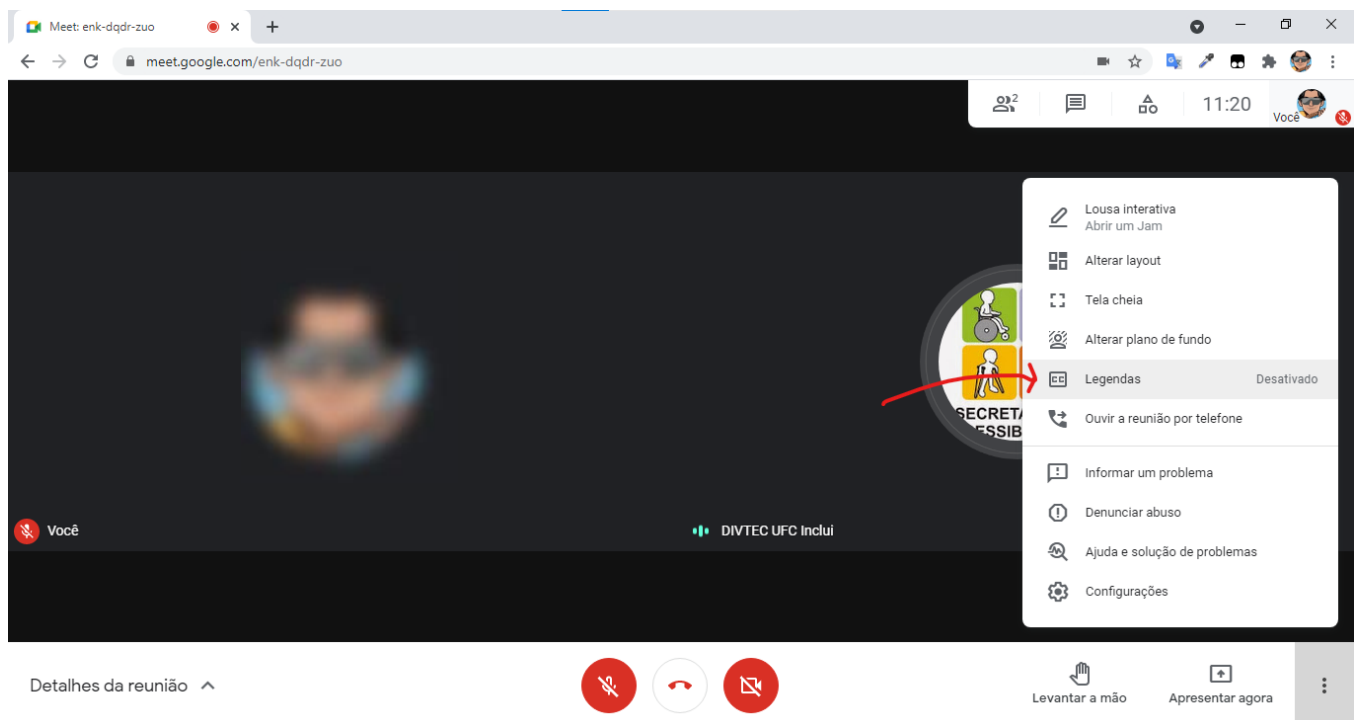 Meet: enk-dqdr-zuo
meet.google.com/enk-dqdr-zuo
2
11:20
Você
Lousa interativa
Abrir um Jam
Alterar layout
Tela cheia
Alterar plano de fundo
CC Legendas Desativado
Ouvir a reunião por telefone
SECRETA
ESSIB
Informar um problema
Denunciar abuso
Ajuda e solução de problemas
Configurações
Você
DIVTEC UFC Inclui
Detalhes da reunião
Levantar a mão
Apresentar agora